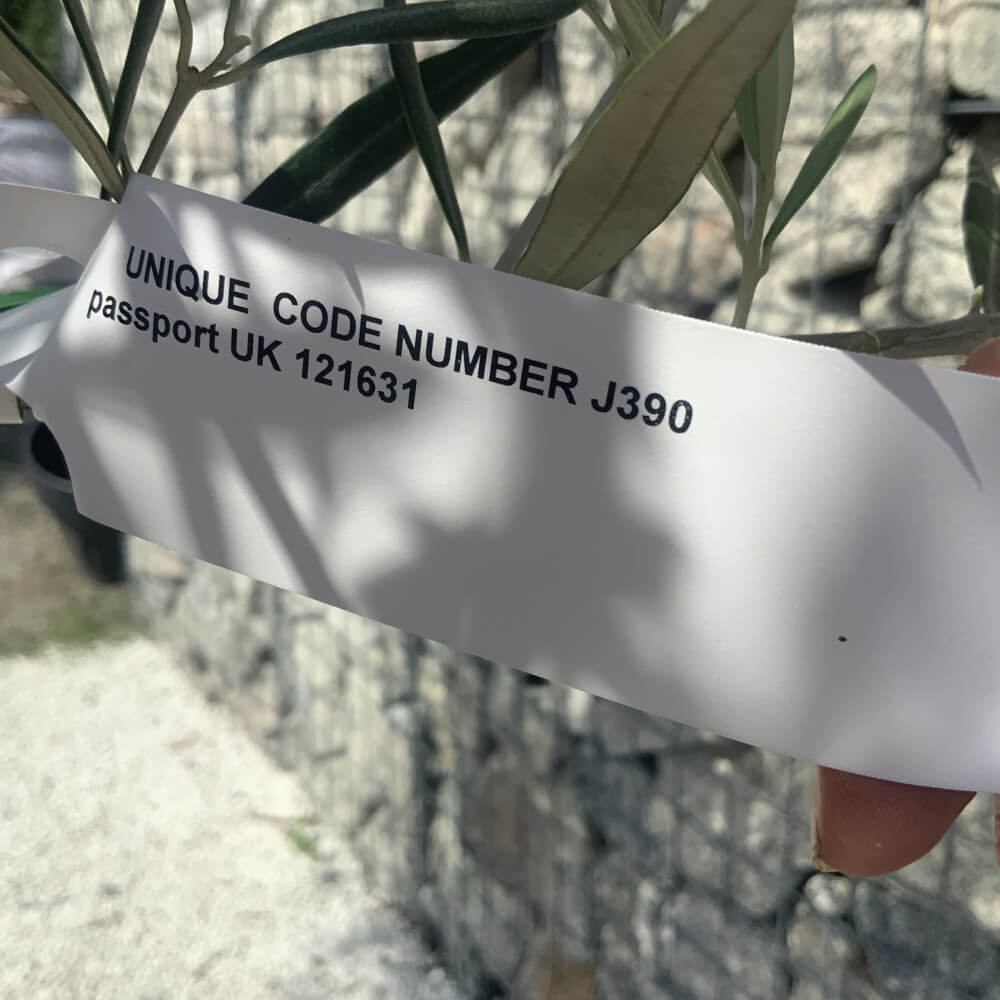 UNIQUE CODE NUMBER J390
passport UK 121631